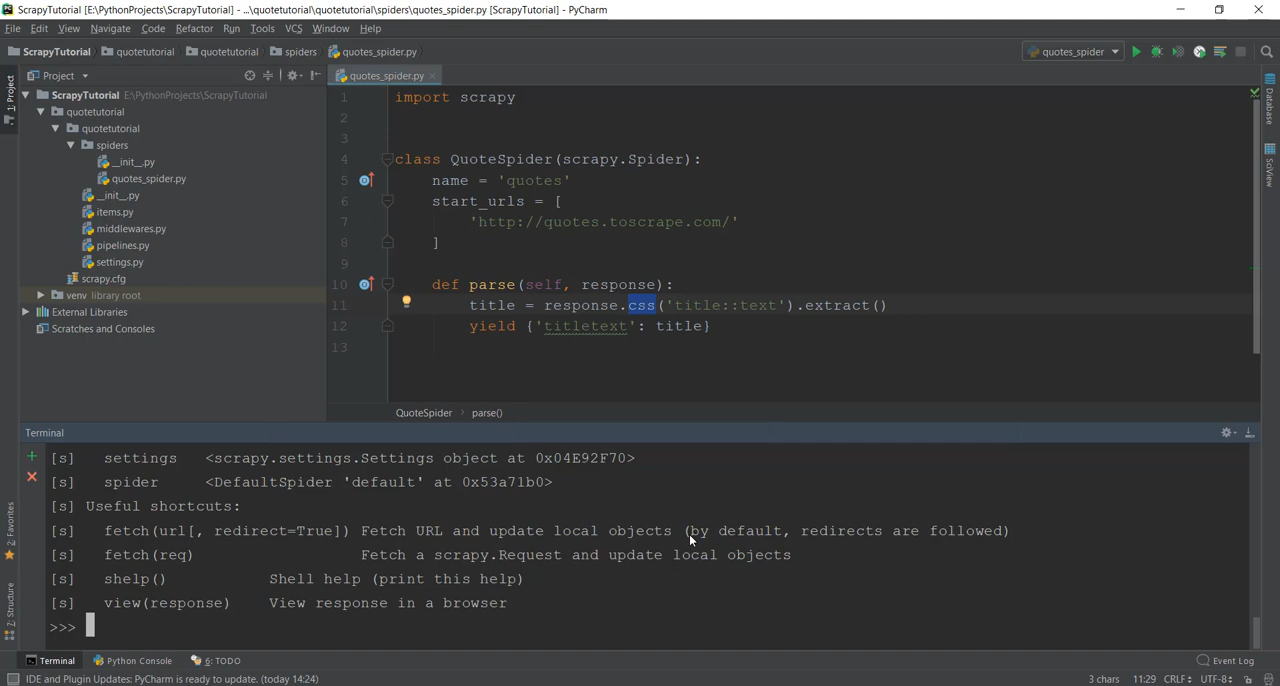 ScrapyTutorial [E:\PythonProjects\ScrapyTutorial] - ...\quotetutorial\quotetutorial\spiders\quotes_spider.py [ScrapyTutorial] - PyCharm
File Edit View Navigate Code Refactor Run Tools VCS Window Help
ScrapyTutorial quotetutorial quotetutorial spiders quotes_spider.py
quotes_spider
1: Project
Project
quotes_spider.py
ScrapyTutorial E:\PythonProjects\ScrapyTutorial
quotetutorial
quotetutorial
spiders
__init__.py
quotes_spider.py
__init__.py
items.py
middlewares.py
pipelines.py
settings.py
scrapy.cfg
venv library root
External Libraries
Scratches and Consoles
1 import scrapy
2
3
4 class QuoteSpider(scrapy.Spider):
5 name = 'quotes'
6 start_urls = [
7 'http://quotes.toscrape.com/'
8 ]
9
10 def parse(self, response):
11 title = response.css('title::text').extract()
12 yield {'titletext': title}
13
QuoteSpider > parse()
Database
SciView
Terminal
[s] settings <scrapy.settings.Settings object at 0x04E92F70>
[s] spider <DefaultSpider 'default' at 0x53a71b0>
[s] Useful shortcuts:
[s] fetch(url[, redirect=True]) Fetch URL and update local objects (by default, redirects are followed)
[s] fetch(req) Fetch a scrapy.Request and update local objects
[s] shelp() Shell help (print this help)
[s] view(response) View response in a browser
>>>
2: Favorites
7: Structure
Terminal Python Console 6: TODO Event Log
IDE and Plugin Updates: PyCharm is ready to update. (today 14:24) 3 chars 11:29 CRLF UTF-8